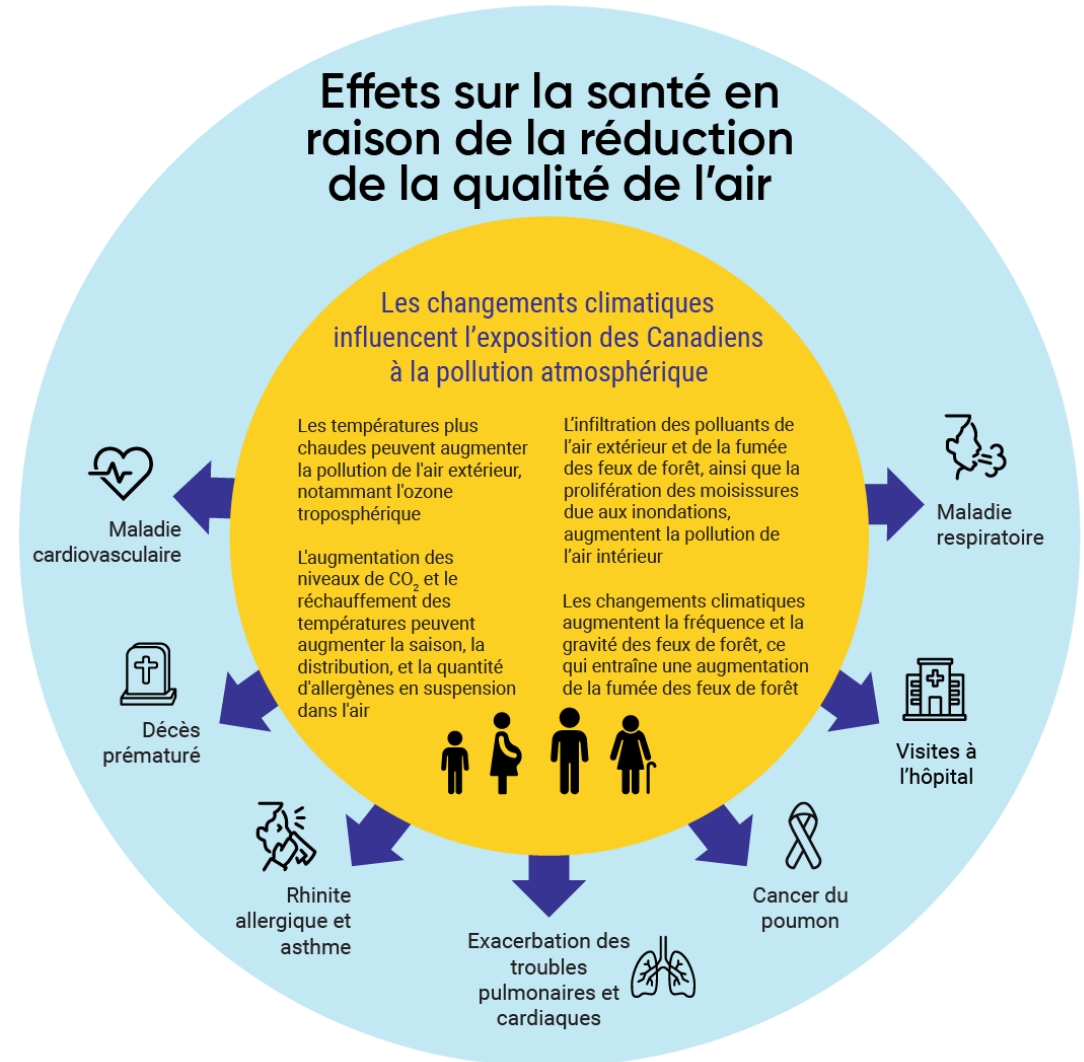 Effets sur la santé en
raison de la réduction
de la qualité de l'air
Les changements climatiques
influencent l'exposition des Canadiens
à la pollution atmosphérique
Les températures plus
chaudes peuvent augmenter
la pollution de l'air extérieur,
notammant l'ozone
troposphérique
L'augmentation des
niveaux de CO₂ et le
réchauffement des
températures peuvent
augmenter la saison, la
distribution, et la quantité
d'allergènes en suspension
dans l'air
L'infiltration des polluants de
l'air extérieur et de la fumée
des feux de forêt, ainsi que la
prolifération des moisissures
due aux inondations,
augmentent la pollution de
l'air intérieur
Les changements climatiques
augmentent la fréquence et la
gravité des feux de forêt, ce
qui entraîne une augmentation
de la fumée des feux de forêt
Maladie
cardiovasculaire
Décès
prématuré
Rhinite
allergique et
asthme
Exacerbation des
troubles
pulmonaires et
cardiaques
Cancer du
poumon
Visites à
l'hôpital
Maladie
respiratoire